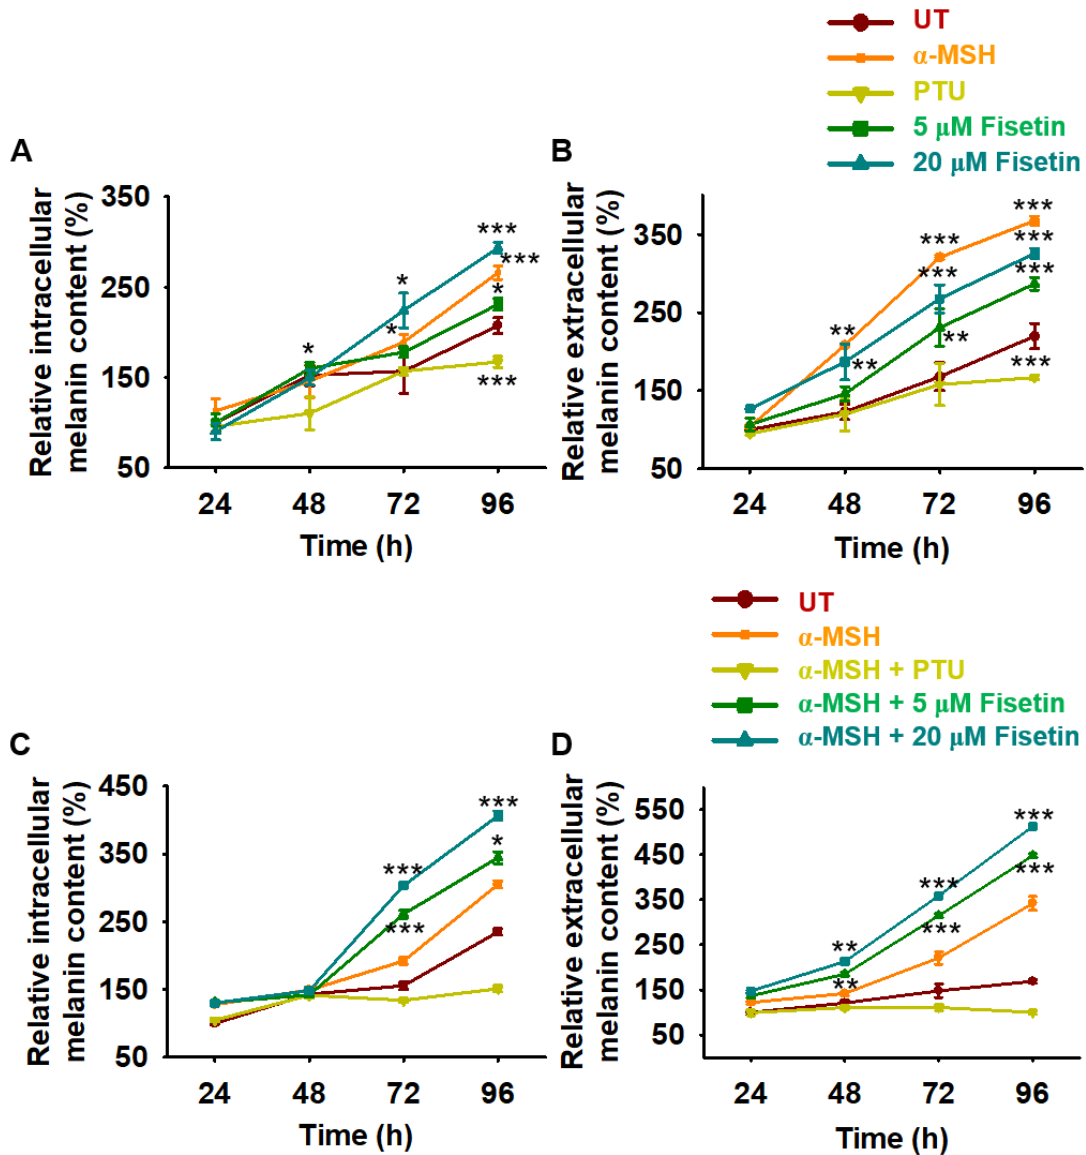 UT
α-MSH
PTU
5 μM Fisetin
20 μM Fisetin
A
Relative intracellular
melanin content (%)
350
250
150
50
24 48 72 96
Time (h)
*
*
*
***
***
*
***
B
Relative extracellular
melanin content (%)
350
250
150
50
24 48 72 96
Time (h)
**
**
***
***
**
***
***
***
***
UT
α-MSH
α-MSH + PTU
α-MSH + 5 μM Fisetin
α-MSH + 20 μM Fisetin
C
Relative intracellular
melanin content (%)
450
350
250
150
50
24 48 72 96
Time (h)
***
***
***
*
D
Relative extracellular
melanin content (%)
550
450
350
250
150
50
24 48 72 96
Time (h)
**
**
***
***
***
***